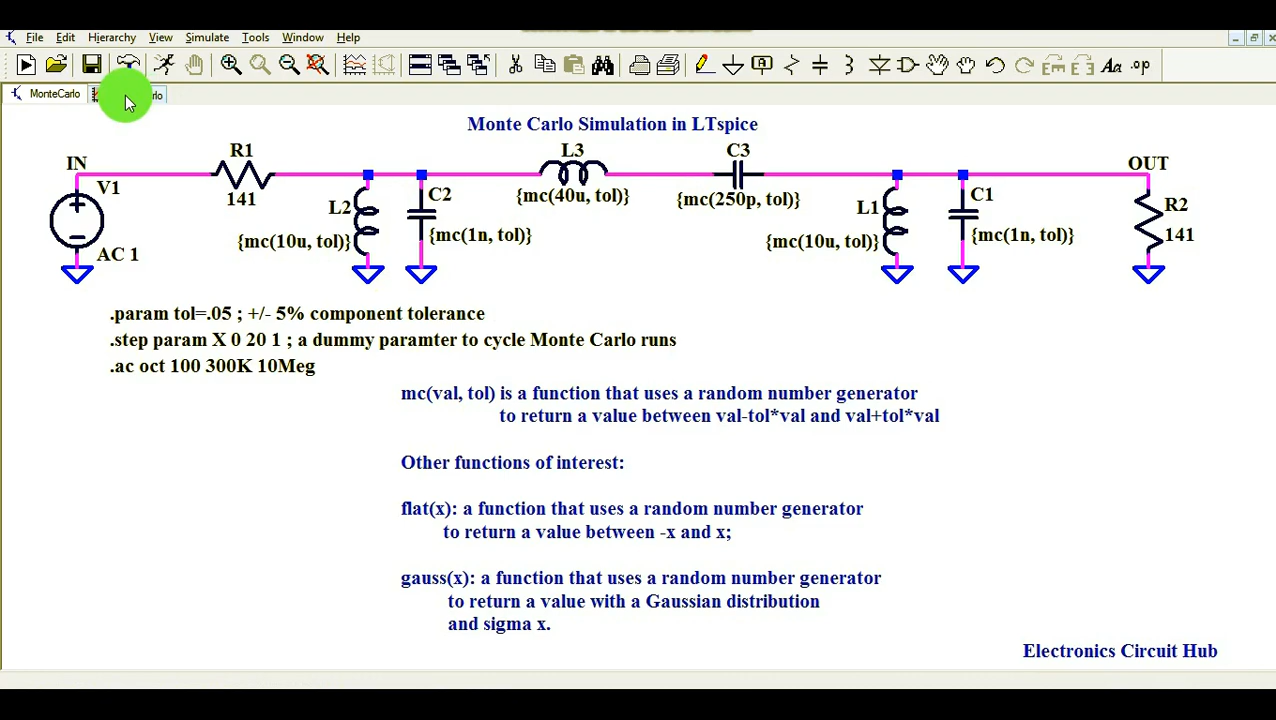 File Edit Hierarchy View Simulate Tools Window Help
Aa .op
MonteCarlo
Monte Carlo Simulation in LTspice
IN R1 L3 C3 OUT
V1 141 {mc(40u, tol)} {mc(250p, tol)}
AC 1 L2 C2 L1 C1 R2
{mc(10u, tol)} {mc(1n, tol)} {mc(10u, tol)} {mc(1n, tol)} 141
.param tol=.05 ; +/- 5% component tolerance
.step param X 0 20 1 ; a dummy paramter to cycle Monte Carlo runs
.ac oct 100 300K 10Meg
mc(val, tol) is a function that uses a random number generator
to return a value between val-tol*val and val+tol*val
Other functions of interest:
flat(x): a function that uses a random number generator
to return a value between -x and x;
gauss(x): a function that uses a random number generator
to return a value with a Gaussian distribution
and sigma x.
Electronics Circuit Hub